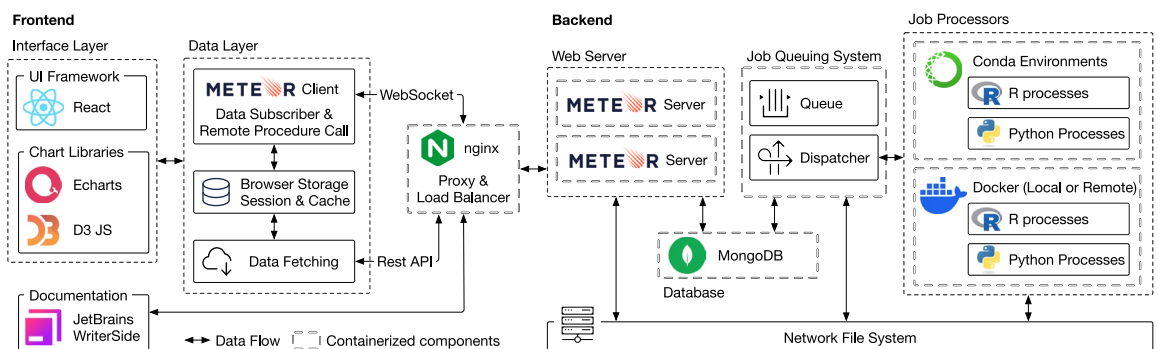 Frontend
Interface Layer
UI Framework
React
Chart Libraries
Echarts
D3 JS
Data Layer
METEOR Client
Data Subscriber &
Remote Procedure Call
Browser Storage
Session & Cache
Data Fetching
WebSocket
Rest API
nginx
Proxy &
Load Balancer
Documentation
JetBrains
WriterSide
Data Flow
Containerized components
Backend
Web Server
METEOR Server
METEOR Server
Job Queuing System
Queue
Dispatcher
MongoDB
Database
Job Processors
Conda Environments
R processes
Python Processes
Docker (Local or Remote)
R processes
Python Processes
Network File System